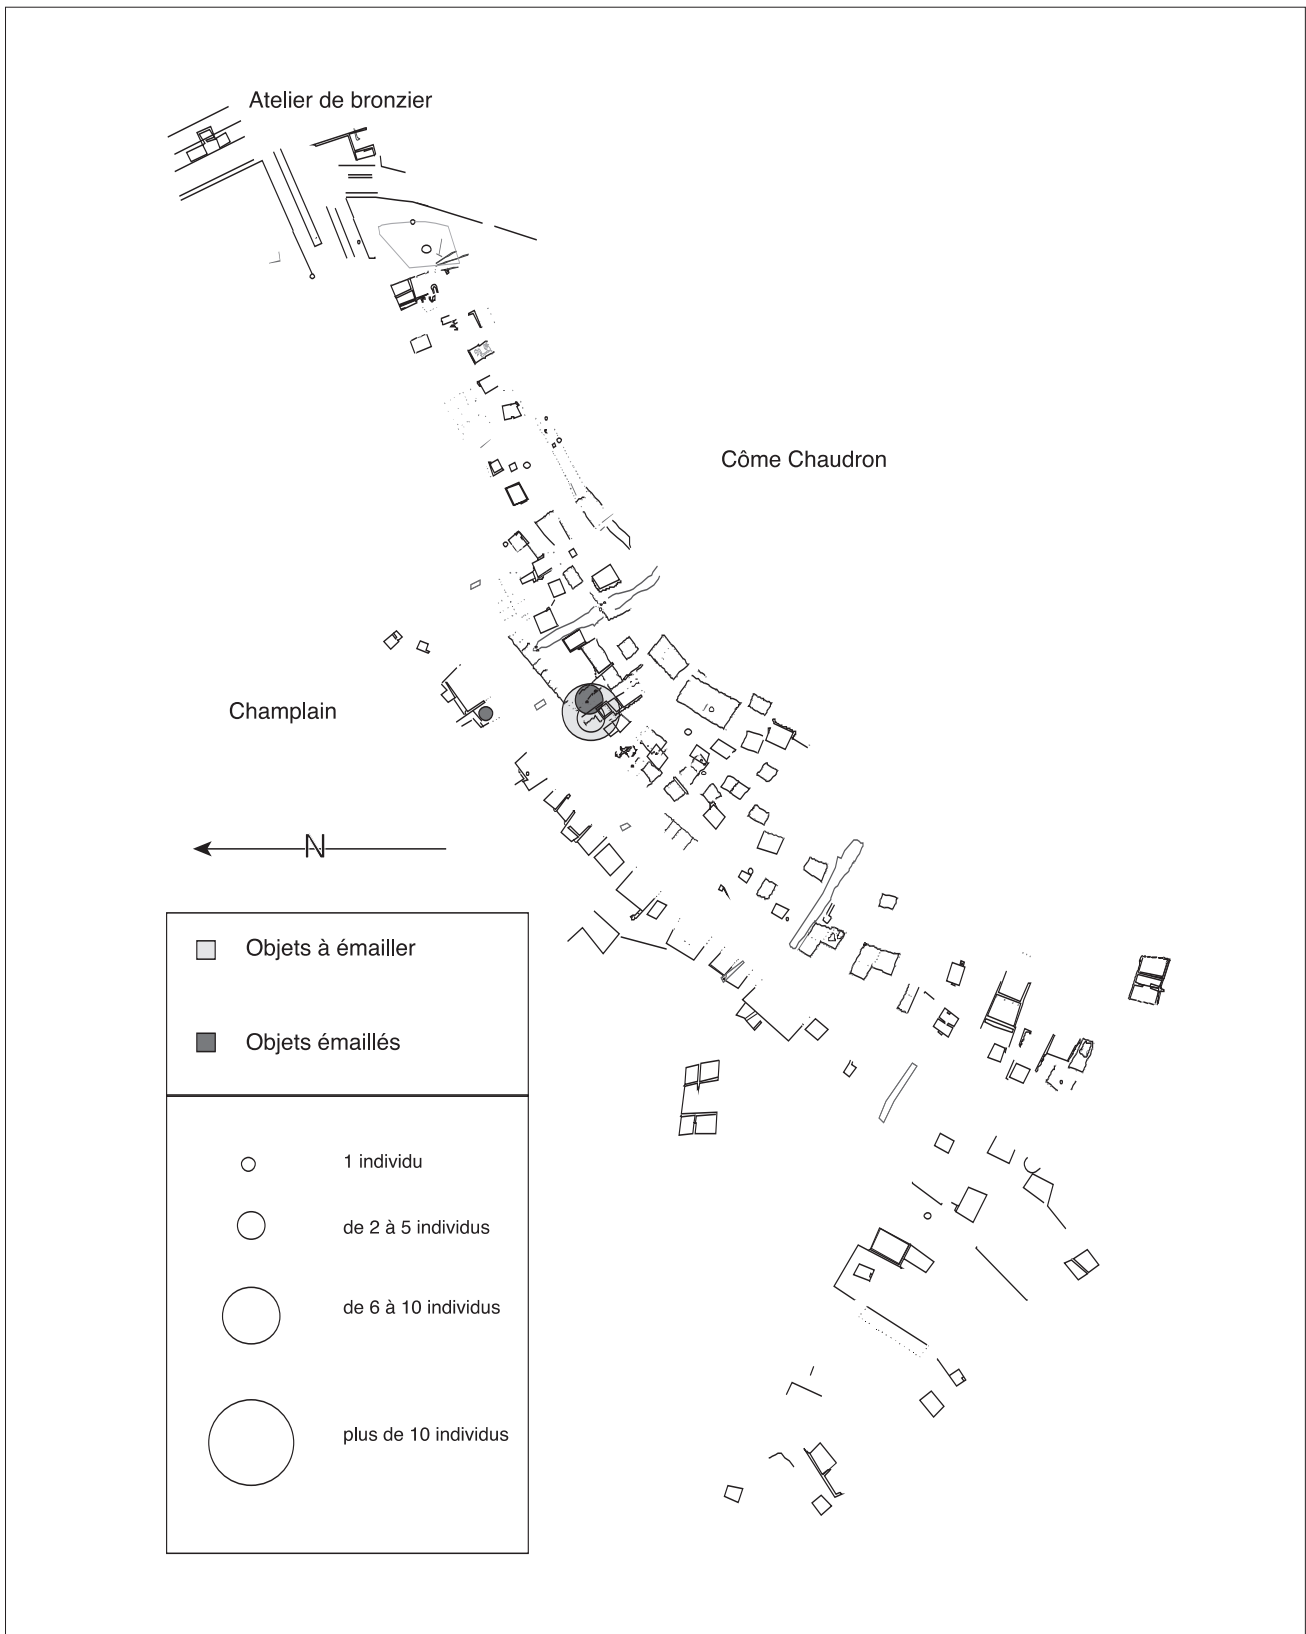 Atelier de bronzier
Côme Chaudron
Champlain
N
Objets à émailler
Objets émaillés
1 individu
de 2 à 5 individus
de 6 à 10 individus
plus de 10 individus